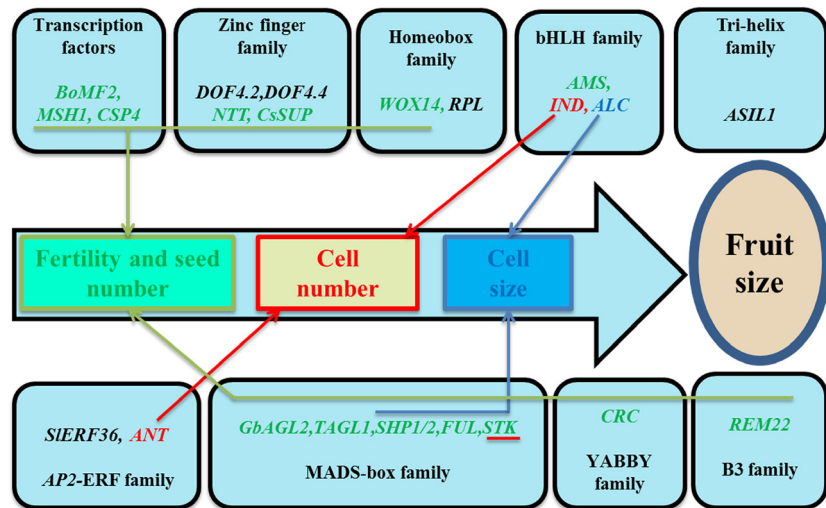 Transcription
factors
BoMF2,
MSH1, CSP4
Zinc finger
family
DOF4.2,DOF4.4
NTT, CsSUP
Homeobox
family
WOX14, RPL
bHLH family
AMS,
IND, ALC
Tri-helix
family
ASIL1
Fertility and seed
number
Cell
number
Cell
size
Fruit
size
SlERF36, ANT
AP2-ERF family
GbAGL2,TAGL1,SHP1/2,FUL,STK
MADS-box family
CRC
YABBY
family
REM22
B3 family